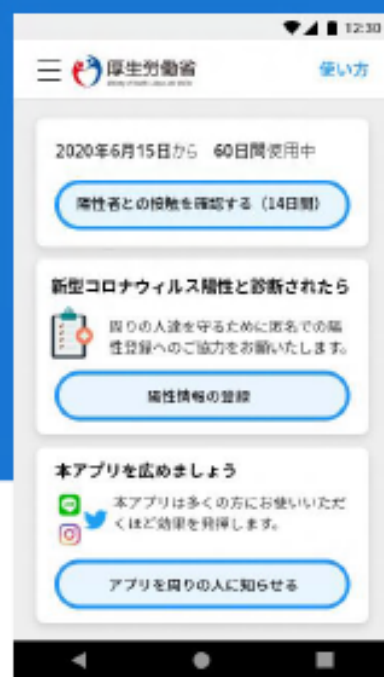 12:30
厚生労働省
使い方
2020年6月15日から 60日間使用中
陽性者との接触を確認する（14日間）
新型コロナウィルス陽性と診断されたら
周りの人達を守るために匿名での陽
性登録へのご協力をお願いいたします。
陽性情報の登録
本アプリを広めましょう
本アプリは多くの方にお使いいただ
くほど効果を発揮します。
アプリを周りの人に知らせる